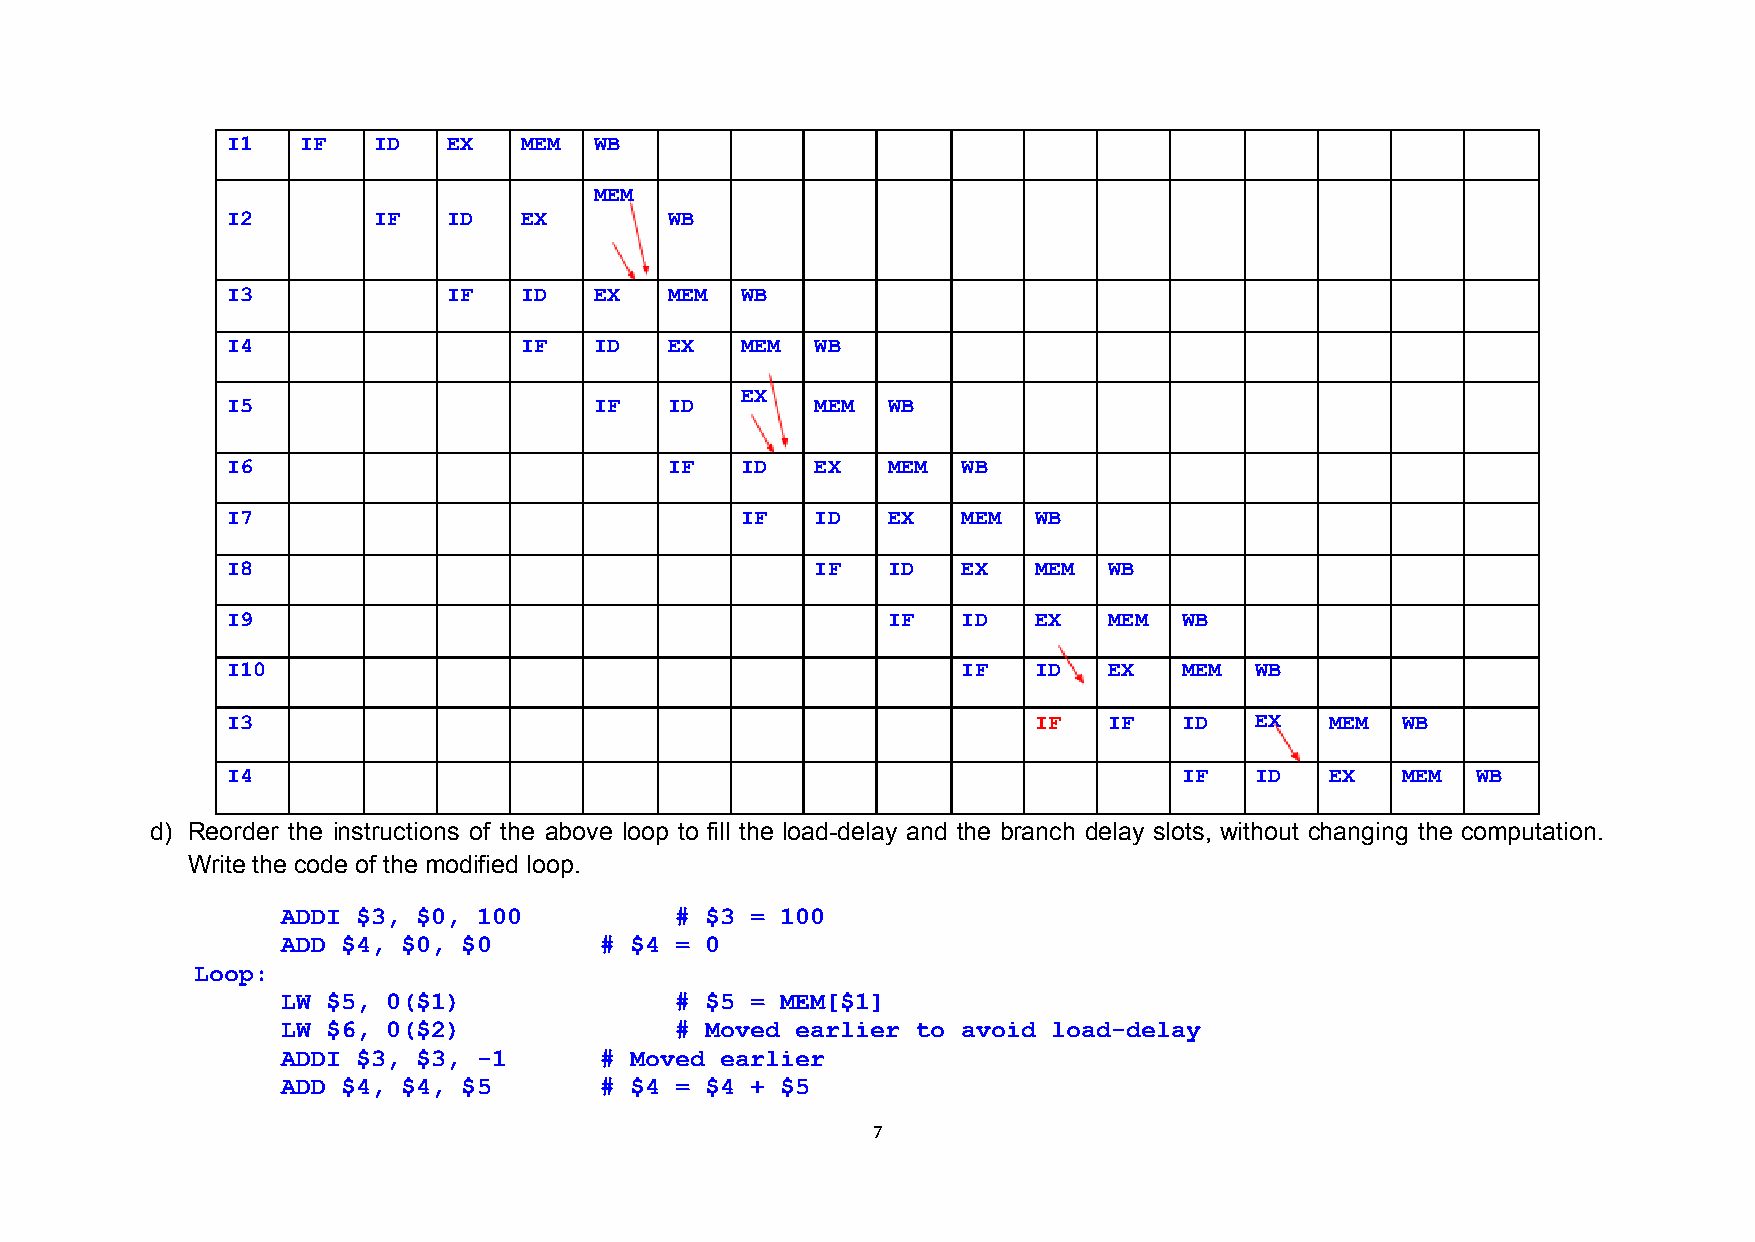 I1 IF ID EX MEM WB
I2 IF ID EX MEM WB
I3 IF ID EX MEM WB
I4 IF ID EX MEM WB
I5 IF ID EX MEM WB
I6 IF ID EX MEM WB
I7 IF ID EX MEM WB
I8 IF ID EX MEM WB
I9 IF ID EX MEM WB
I10 IF ID EX MEM WB
I3 IF IF ID EX MEM WB
I4 IF ID EX MEM WB
d) Reorder the instructions of the above loop to fill the load-delay and the branch delay slots, without changing the computation.
Write the code of the modified loop.
ADDI $3, $0, 100 # $3 = 100
ADD $4, $0, $0 # $4 = 0
Loop:
LW $5, 0($1) # $5 = MEM[$1]
LW $6, 0($2) # Moved earlier to avoid load-delay
ADDI $3, $3, -1 # Moved earlier
ADD $4, $4, $5 # $4 = $4 + $5
7